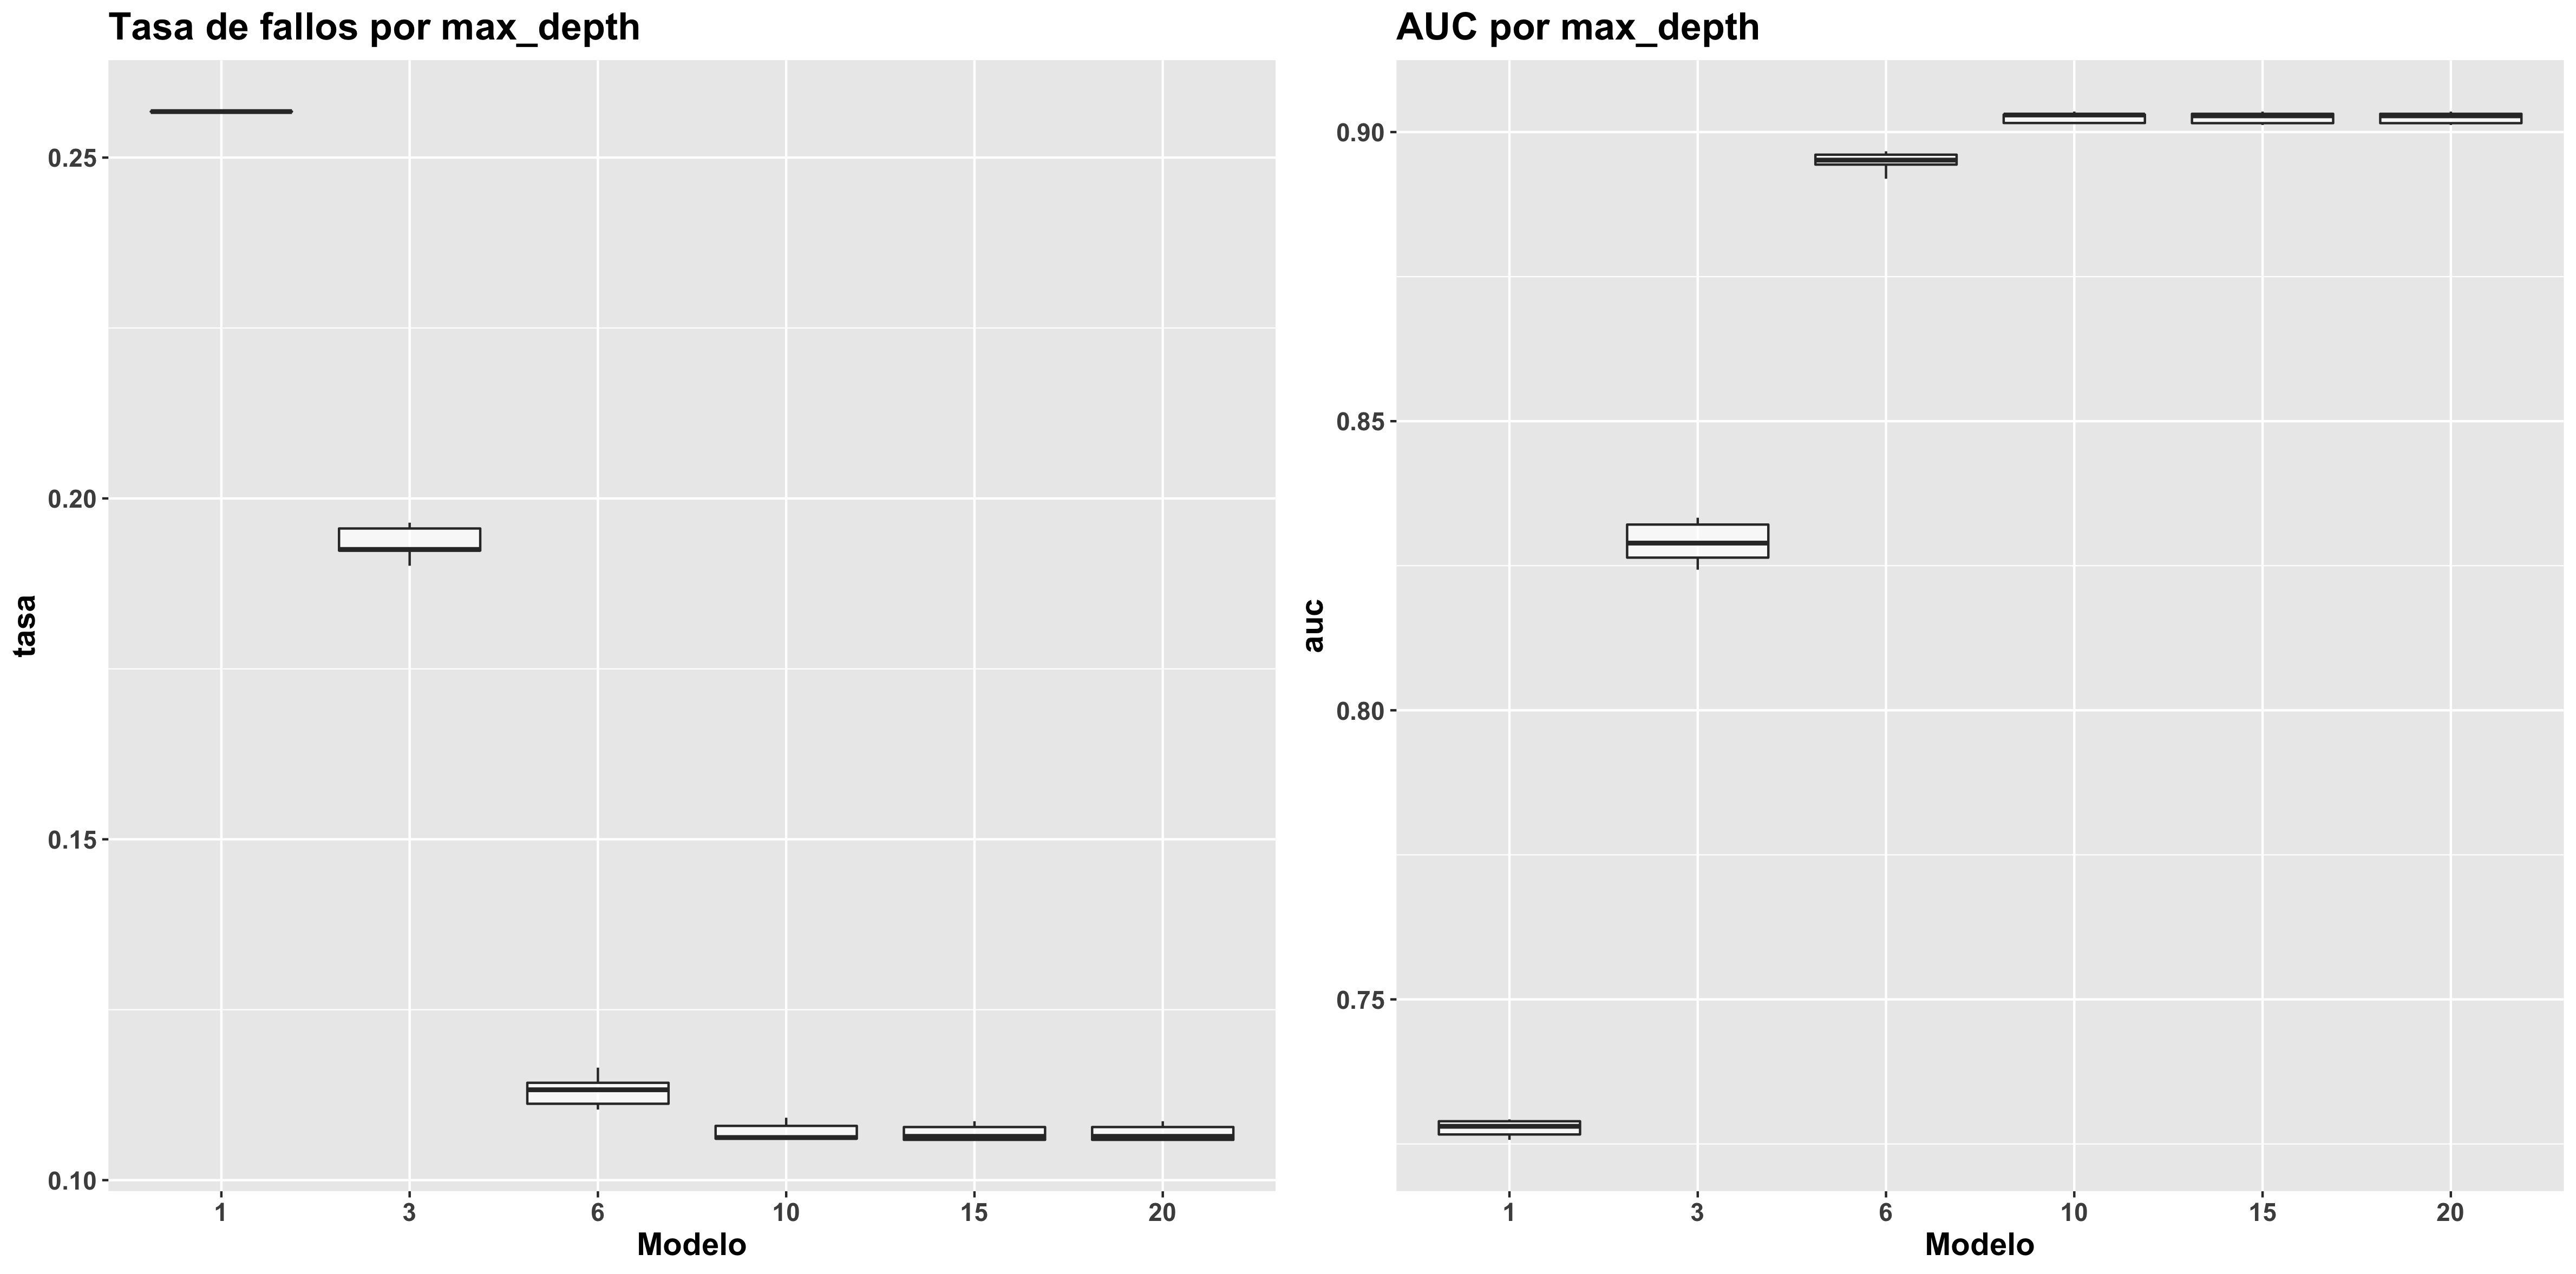 Tasa de fallos por max_depth
tasa
0.25
0.20
0.15
0.10
1 3 6 10 15 20
Modelo
AUC por max_depth
auc
0.90
0.85
0.80
0.75
1 3 6 10 15 20
Modelo